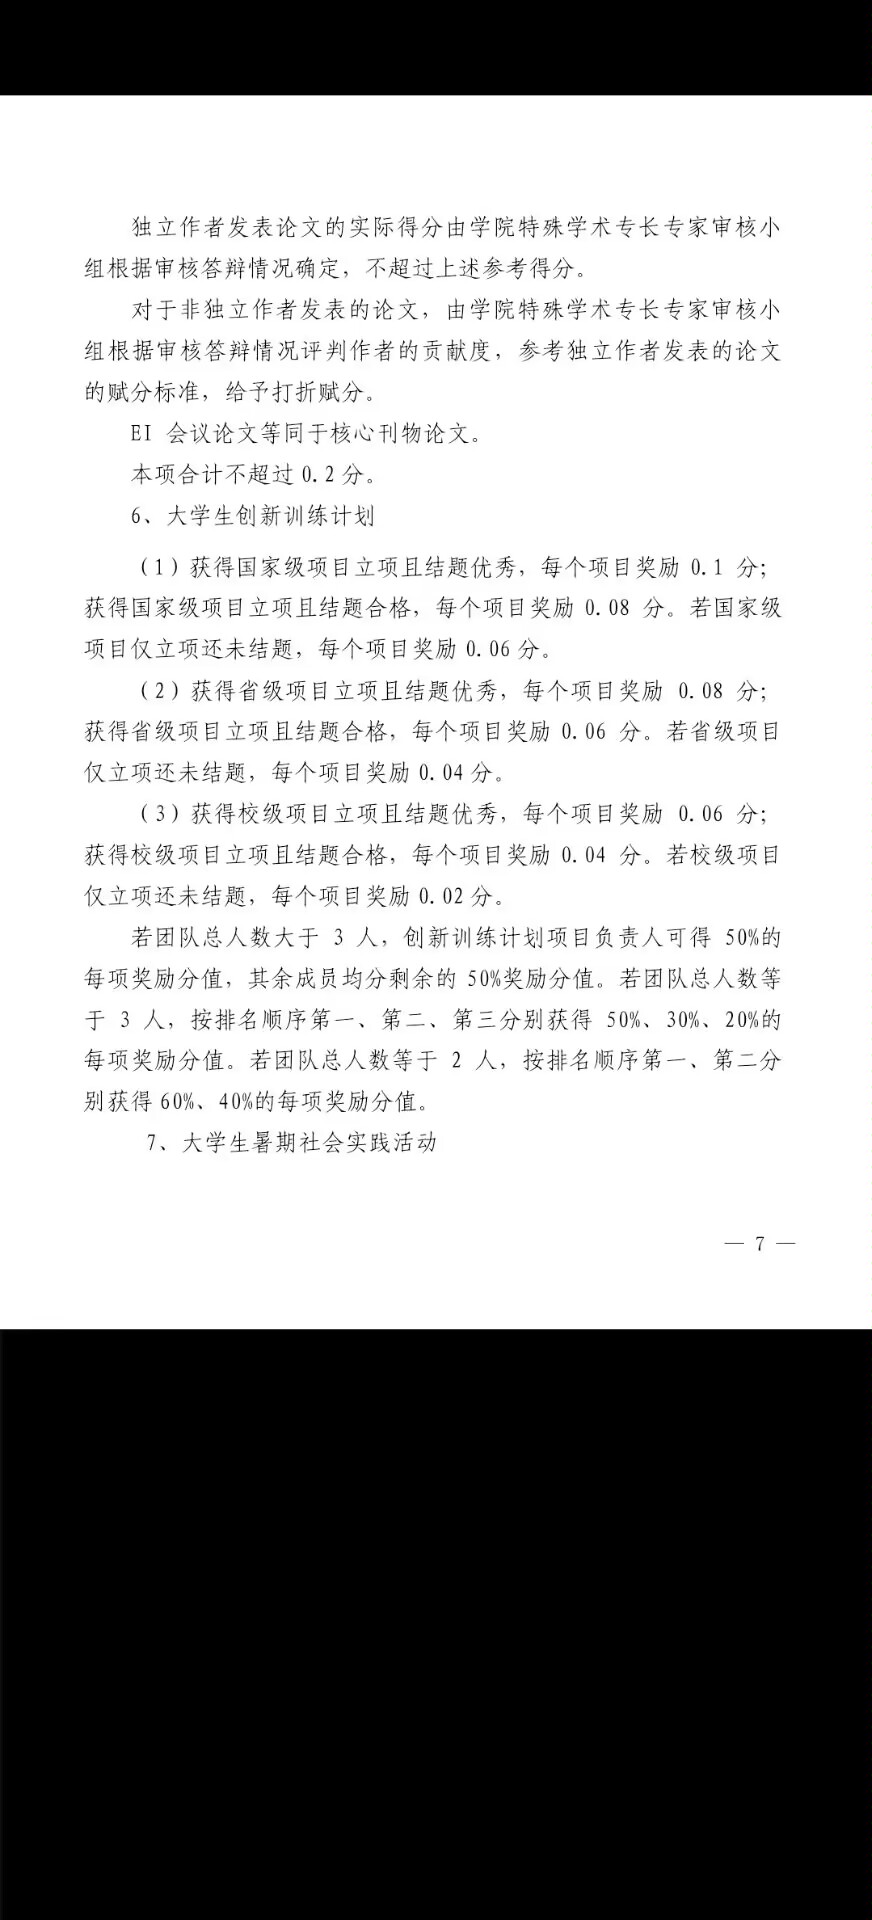 独立作者发表论文的实际得分由学院特殊学术专长专家审核小
组根据审核答辩情况确定，不超过上述参考得分。
对于非独立作者发表的论文，由学院特殊学术专长专家审核小
组根据审核答辩情况评判作者的贡献度，参考独立作者发表的论文
的赋分标准，给予打折赋分。
EI 会议论文等同于核心刊物论文。
本项合计不超过 0.2 分。
6、大学生创新训练计划
（1）获得国家级项目立项且结题优秀，每个项目奖励 0.1 分；
获得国家级项目立项且结题合格，每个项目奖励 0.08 分。若国家级
项目仅立项还未结题，每个项目奖励 0.06 分。
（2）获得省级项目立项且结题优秀，每个项目奖励 0.08 分；
获得省级项目立项且结题合格，每个项目奖励 0.06 分。若省级项目
仅立项还未结题，每个项目奖励 0.04 分。
（3）获得校级项目立项且结题优秀，每个项目奖励 0.06 分；
获得校级项目立项且结题合格，每个项目奖励 0.04 分。若校级项目
仅立项还未结题，每个项目奖励 0.02 分。
若团队总人数大于 3 人，创新训练计划项目负责人可得 50%的
每项奖励分值，其余成员均分剩余的 50%奖励分值。若团队总人数等
于 3 人，按排名顺序第一、第二、第三分别获得 50%、30%、20%的
每项奖励分值。若团队总人数等于 2 人，按排名顺序第一、第二分
别获得 60%、40%的每项奖励分值。
7、大学生暑期社会实践活动
— 7 —